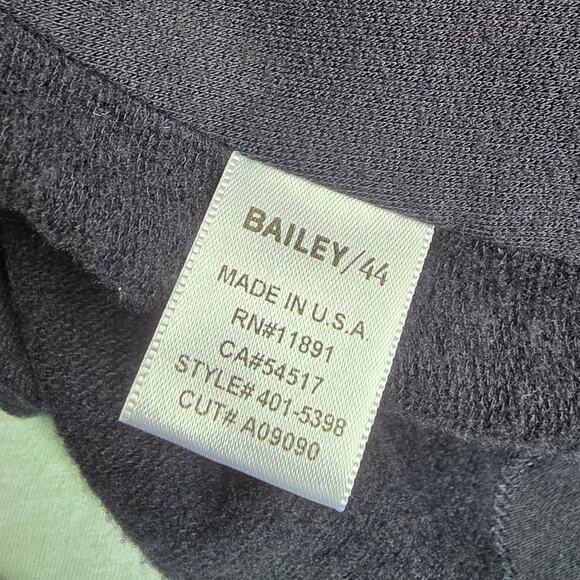 BAILEY/44
MADE IN U.S.A.
RN#11891
CA#54517
STYLE# 401-5398
CUT# A09090